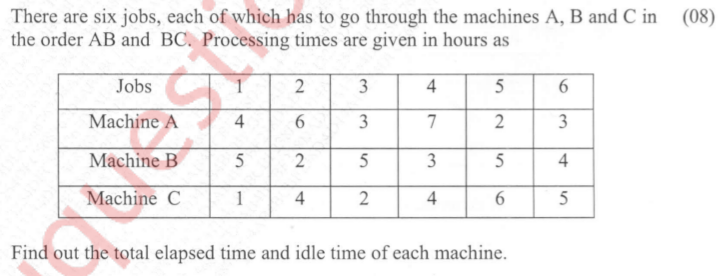 There are six jobs, each of which has to go through the machines A, B and C in (08)
the order AB and BC. Processing times are given in hours as
Jobs 1 2 3 4 5 6
Machine A 4 6 3 7 2 3
Machine B 5 2 5 3 5 4
Machine C 1 4 2 4 6 5
Find out the total elapsed time and idle time of each machine.